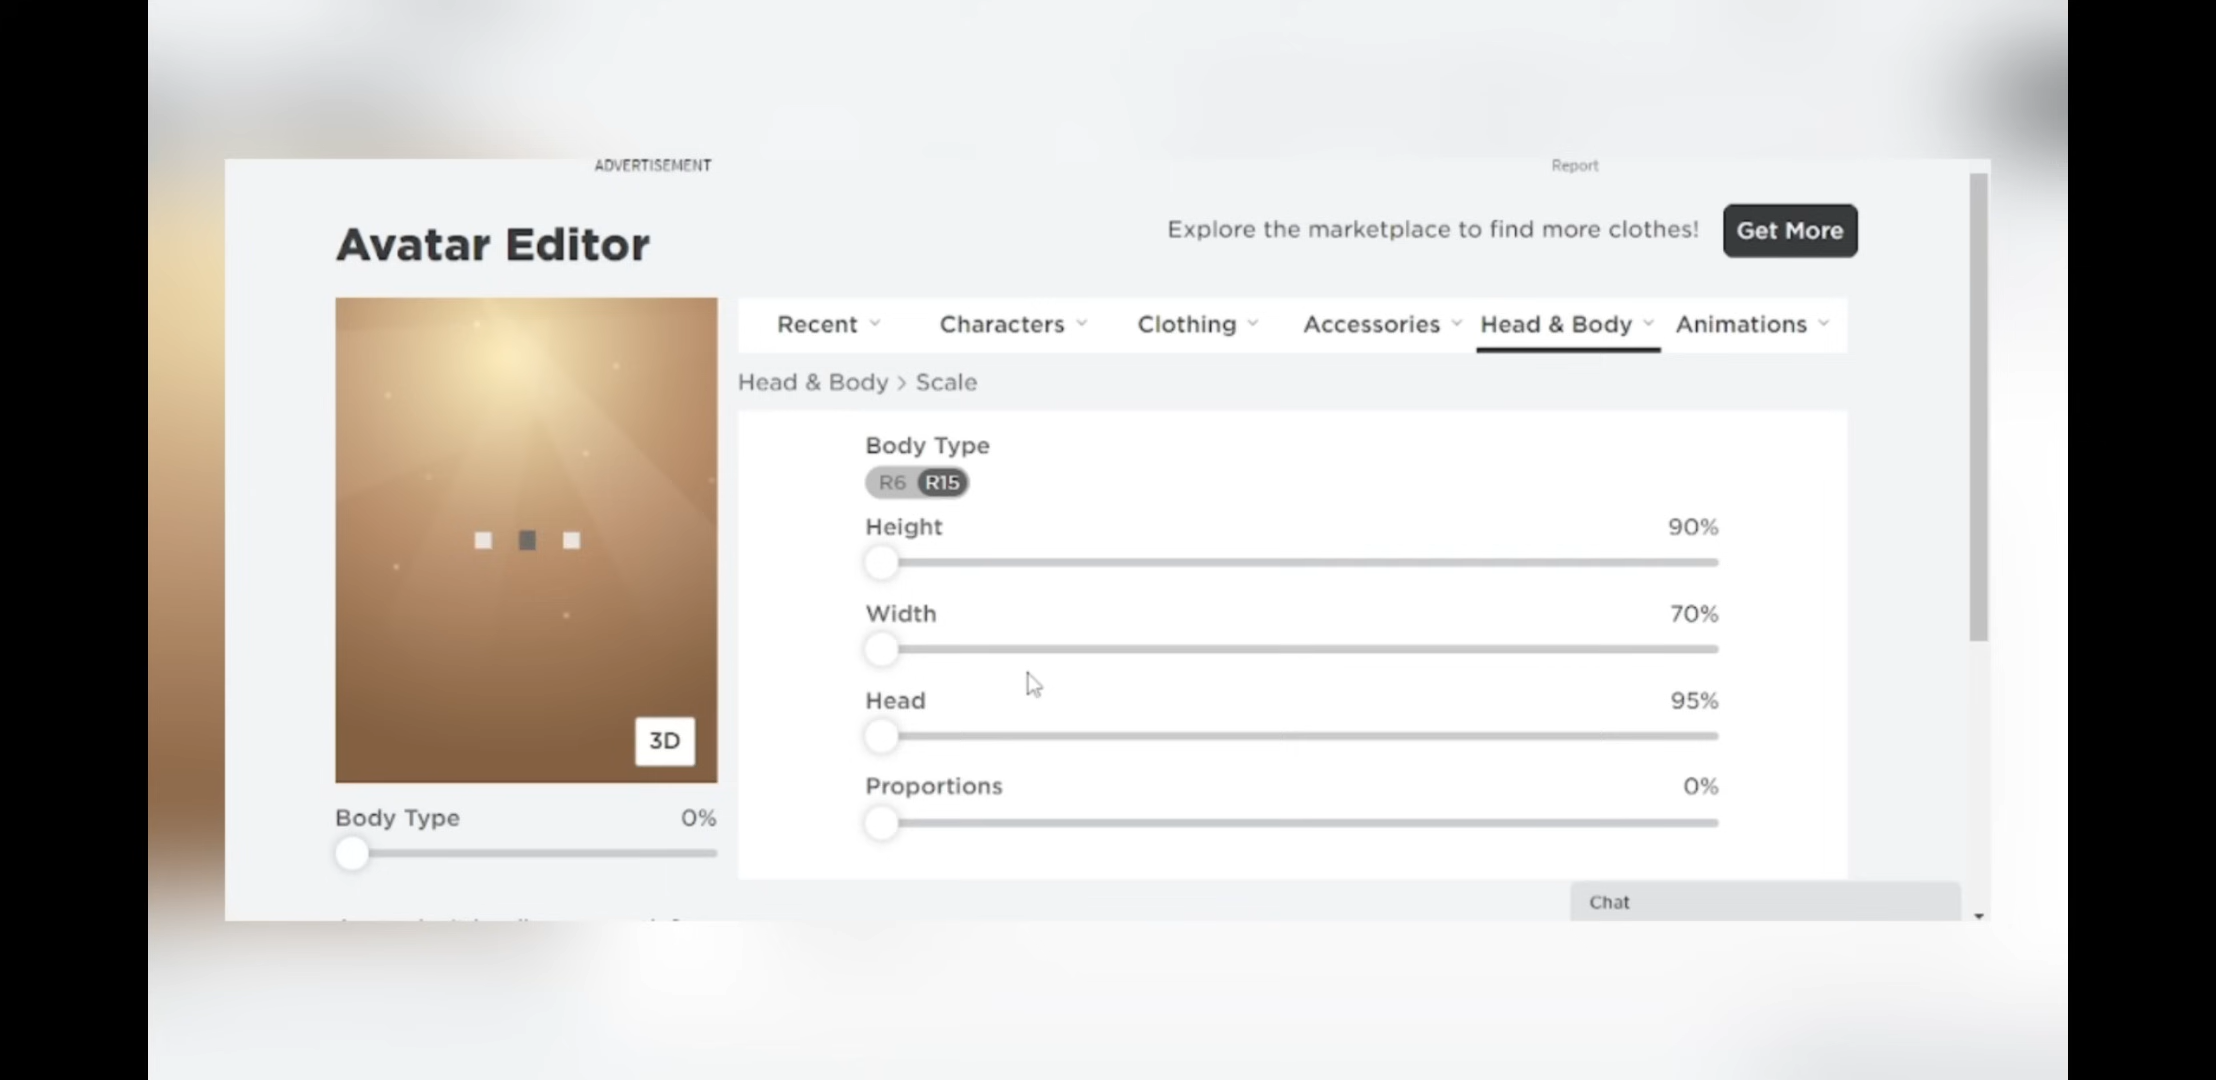 ADVERTISEMENT
Report
Avatar Editor
Explore the marketplace to find more clothes!
Get More
Recent
Characters
Clothing
Accessories
Head & Body
Animations
Head & Body > Scale
Body Type
R6
R15
Height
90%
Width
70%
Head
95%
Proportions
0%
3D
Body Type
0%
Chat